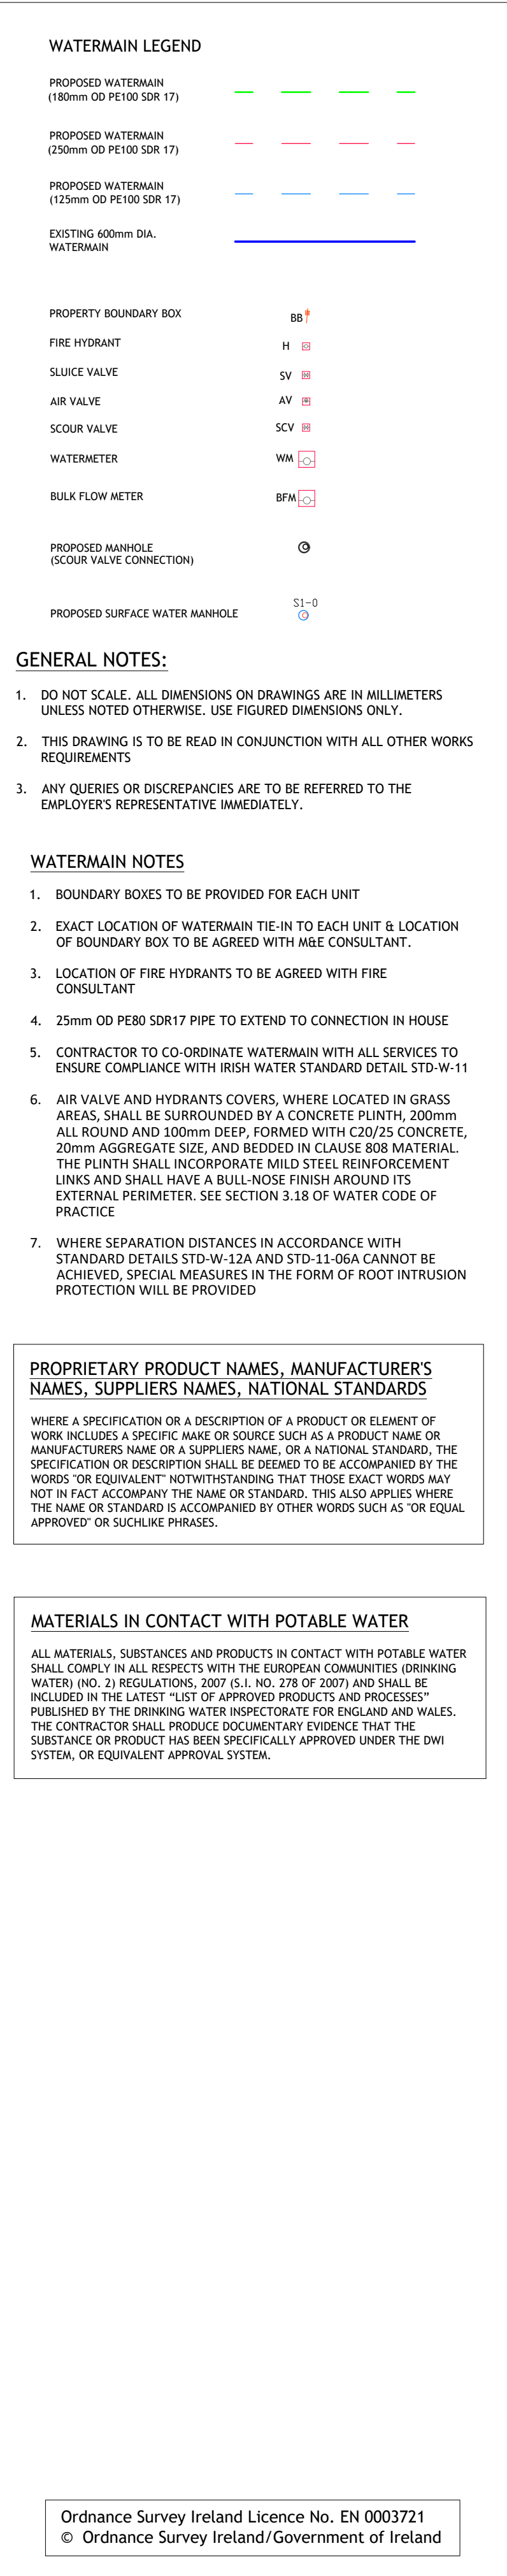 WATERMAIN LEGEND
PROPOSED WATERMAIN
(180mm OD PE100 SDR 17)
PROPOSED WATERMAIN
(250mm OD PE100 SDR 17)
PROPOSED WATERMAIN
(125mm OD PE100 SDR 17)
EXISTING 600mm DIA.
WATERMAIN
PROPERTY BOUNDARY BOX BB
FIRE HYDRANT H
SLUICE VALVE SV
AIR VALVE AV
SCOUR VALVE SCV
WATERMETER WM
BULK FLOW METER BFM
PROPOSED MANHOLE
(SCOUR VALVE CONNECTION)
S1-0
PROPOSED SURFACE WATER MANHOLE
GENERAL NOTES:
1. DO NOT SCALE. ALL DIMENSIONS ON DRAWINGS ARE IN MILLIMETERS
UNLESS NOTED OTHERWISE. USE FIGURED DIMENSIONS ONLY.
2. THIS DRAWING IS TO BE READ IN CONJUNCTION WITH ALL OTHER WORKS
REQUIREMENTS
3. ANY QUERIES OR DISCREPANCIES ARE TO BE REFERRED TO THE
EMPLOYER'S REPRESENTATIVE IMMEDIATELY.
WATERMAIN NOTES
1. BOUNDARY BOXES TO BE PROVIDED FOR EACH UNIT
2. EXACT LOCATION OF WATERMAIN TIE-IN TO EACH UNIT & LOCATION
OF BOUNDARY BOX TO BE AGREED WITH M&E CONSULTANT.
3. LOCATION OF FIRE HYDRANTS TO BE AGREED WITH FIRE
CONSULTANT
4. 25mm OD PE80 SDR17 PIPE TO EXTEND TO CONNECTION IN HOUSE
5. CONTRACTOR TO CO-ORDINATE WATERMAIN WITH ALL SERVICES TO
ENSURE COMPLIANCE WITH IRISH WATER STANDARD DETAIL STD-W-11
6. AIR VALVE AND HYDRANTS COVERS, WHERE LOCATED IN GRASS
AREAS, SHALL BE SURROUNDED BY A CONCRETE PLINTH, 200mm
ALL ROUND AND 100mm DEEP, FORMED WITH C20/25 CONCRETE,
20mm AGGREGATE SIZE, AND BEDDED IN CLAUSE 808 MATERIAL.
THE PLINTH SHALL INCORPORATE MILD STEEL REINFORCEMENT
LINKS AND SHALL HAVE A BULL-NOSE FINISH AROUND ITS
EXTERNAL PERIMETER. SEE SECTION 3.18 OF WATER CODE OF
PRACTICE
7. WHERE SEPARATION DISTANCES IN ACCORDANCE WITH
STANDARD DETAILS STD-W-12A AND STD-11-06A CANNOT BE
ACHIEVED, SPECIAL MEASURES IN THE FORM OF ROOT INTRUSION
PROTECTION WILL BE PROVIDED
PROPRIETARY PRODUCT NAMES, MANUFACTURER'S
NAMES, SUPPLIERS NAMES, NATIONAL STANDARDS
WHERE A SPECIFICATION OR A DESCRIPTION OF A PRODUCT OR ELEMENT OF
WORK INCLUDES A SPECIFIC MAKE OR SOURCE SUCH AS A PRODUCT NAME OR
MANUFACTURERS NAME OR A SUPPLIERS NAME, OR A NATIONAL STANDARD, THE
SPECIFICATION OR DESCRIPTION SHALL BE DEEMED TO BE ACCOMPANIED BY THE
WORDS "OR EQUIVALENT" NOTWITHSTANDING THAT THOSE EXACT WORDS MAY
NOT IN FACT ACCOMPANY THE NAME OR STANDARD. THIS ALSO APPLIES WHERE
THE NAME OR STANDARD IS ACCOMPANIED BY OTHER WORDS SUCH AS "OR EQUAL
APPROVED" OR SUCHLIKE PHRASES.
MATERIALS IN CONTACT WITH POTABLE WATER
ALL MATERIALS, SUBSTANCES AND PRODUCTS IN CONTACT WITH POTABLE WATER
SHALL COMPLY IN ALL RESPECTS WITH THE EUROPEAN COMMUNITIES (DRINKING
WATER) (NO. 2) REGULATIONS, 2007 (S.I. NO. 278 OF 2007) AND SHALL BE
INCLUDED IN THE LATEST “LIST OF APPROVED PRODUCTS AND PROCESSES”
PUBLISHED BY THE DRINKING WATER INSPECTORATE FOR ENGLAND AND WALES.
THE CONTRACTOR SHALL PRODUCE DOCUMENTARY EVIDENCE THAT THE
SUBSTANCE OR PRODUCT HAS BEEN SPECIFICALLY APPROVED UNDER THE DWI
SYSTEM, OR EQUIVALENT APPROVAL SYSTEM.
Ordnance Survey Ireland Licence No. EN 0003721
© Ordnance Survey Ireland/Government of Ireland